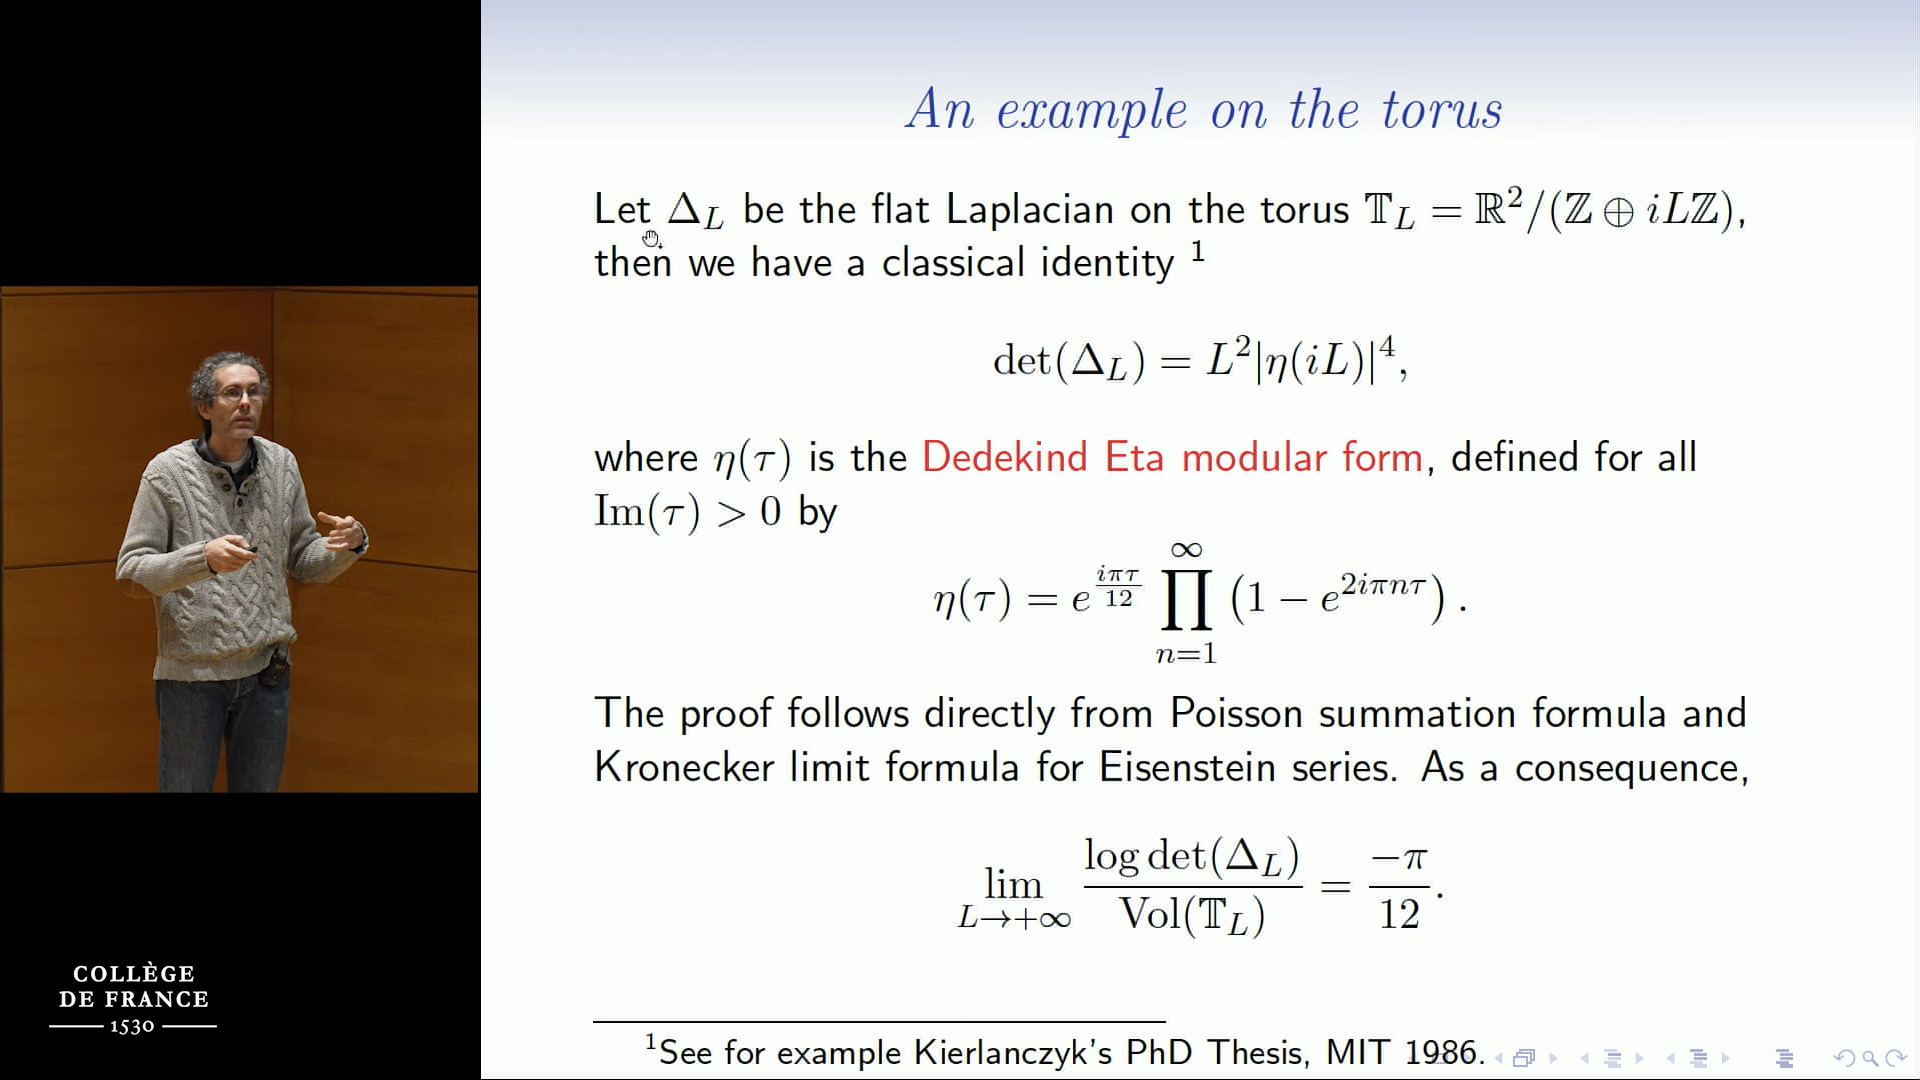 An example on the torus
Let Δ_L be the flat Laplacian on the torus 𝕋_L = ℝ²/(ℤ ⊕ iLℤ),
then we have a classical identity ¹
det(Δ_L) = L²|η(iL)|⁴,
where η(τ) is the Dedekind Eta modular form, defined for all
Im(τ) > 0 by
η(τ) = e^{iπτ/12} ∏_{n=1}^{∞} (1 − e^{2iπnτ}).
The proof follows directly from Poisson summation formula and
Kronecker limit formula for Eisenstein series. As a consequence,
lim_{L→+∞} log det(Δ_L) / Vol(𝕋_L) = −π / 12.
¹See for example Kierlanczyk's PhD Thesis, MIT 1986.
COLLÈGE
DE FRANCE
1530